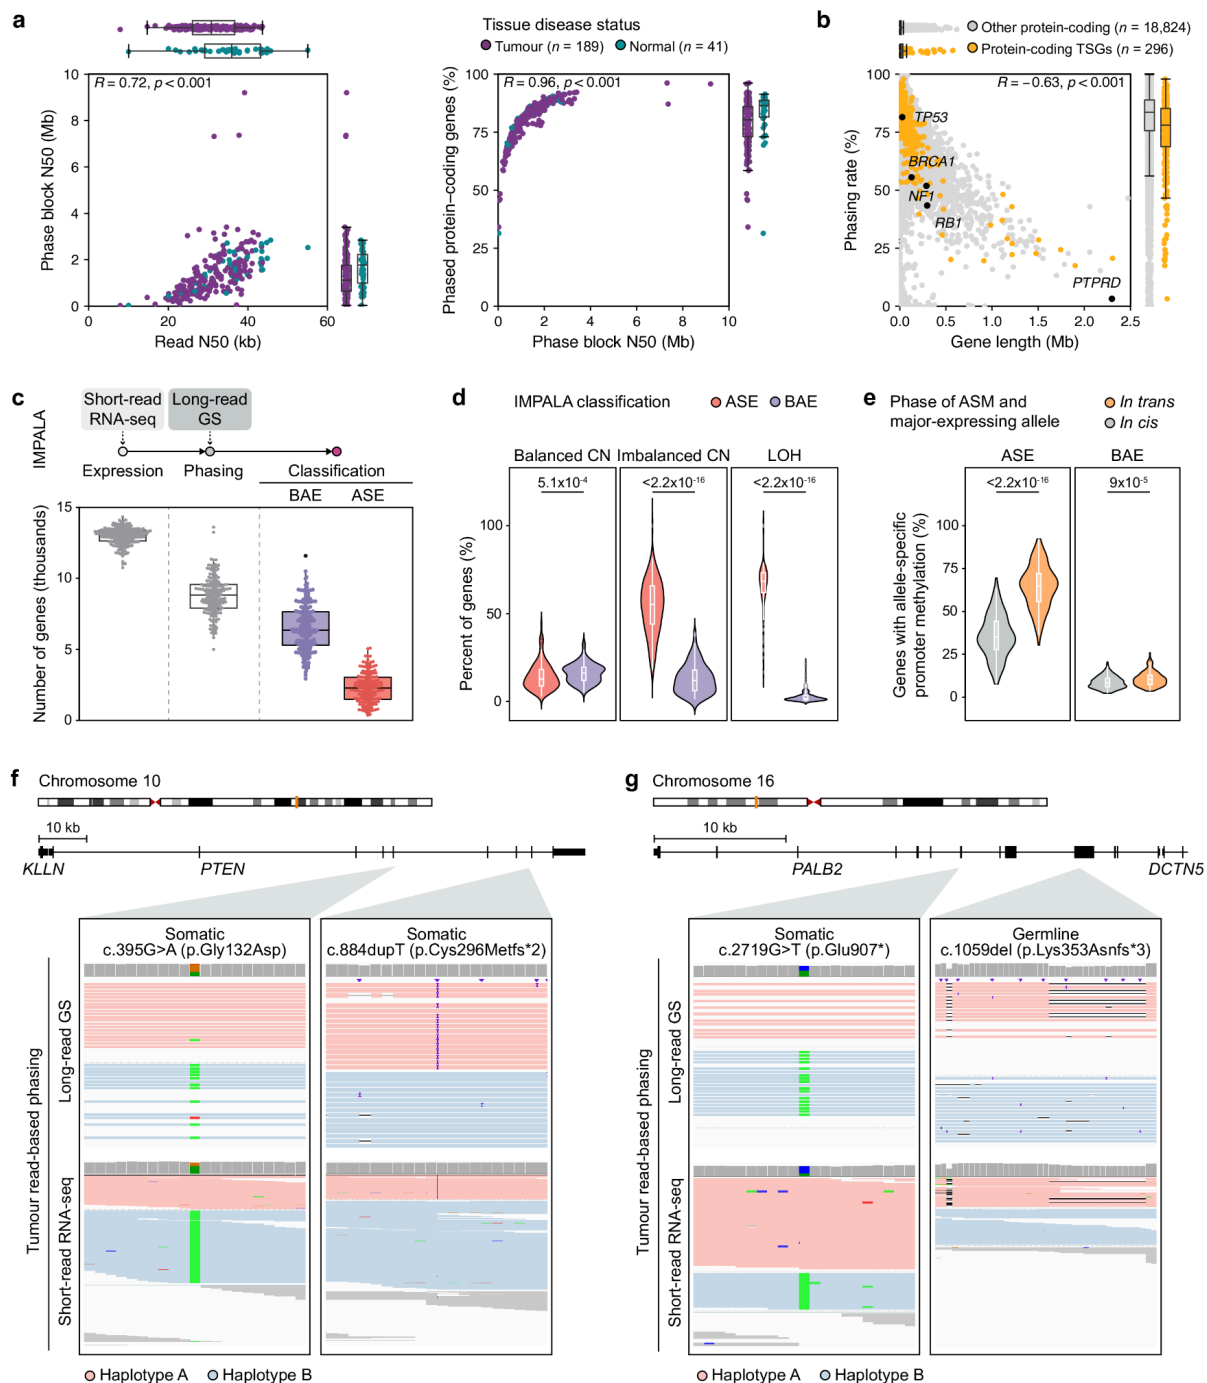 a
Tissue disease status
Tumour (n = 189)
Normal (n = 41)
R = 0.72, p < 0.001
Phase block N50 (Mb)
10
8
6
4
2
0
0
20
40
60
Read N50 (kb)
R = 0.96, p < 0.001
Phased protein–coding genes (%)
100
75
50
25
0
0
2
4
6
8
10
Phase block N50 (Mb)
b
Other protein-coding (n = 18,824)
Protein-coding TSGs (n = 296)
R = −0.63, p < 0.001
Phasing rate (%)
100
75
50
25
0
TP53
BRCA1
NF1
RB1
PTPRD
0.0
0.5
1.0
1.5
2.0
2.5
Gene length (Mb)
c
IMPALA
Short-read
RNA-seq
Long-read
GS
Expression
Phasing
Classification
BAE
ASE
Number of genes (thousands)
15
10
5
0
d
IMPALA classification
ASE
BAE
Balanced CN
Imbalanced CN
LOH
5.1x10-4
<2.2x10-16
<2.2x10-16
Percent of genes (%)
100
50
0
e
Phase of ASM and
major-expressing allele
In trans
In cis
ASE
BAE
<2.2x10-16
9x10-5
Genes with allele-specific
promoter methylation (%)
100
75
50
25
0
f
Chromosome 10
10 kb
KLLN
PTEN
Somatic
c.395G>A (p.Gly132Asp)
Somatic
c.884dupT (p.Cys296Metfs*2)
Tumour read-based phasing
Long-read GS
Short-read RNA-seq
Haplotype A
Haplotype B
g
Chromosome 16
10 kb
PALB2
DCTN5
Somatic
c.2719G>T (p.Glu907*)
Germline
c.1059del (p.Lys353Asnfs*3)
Tumour read-based phasing
Long-read GS
Short-read RNA-seq
Haplotype A
Haplotype B